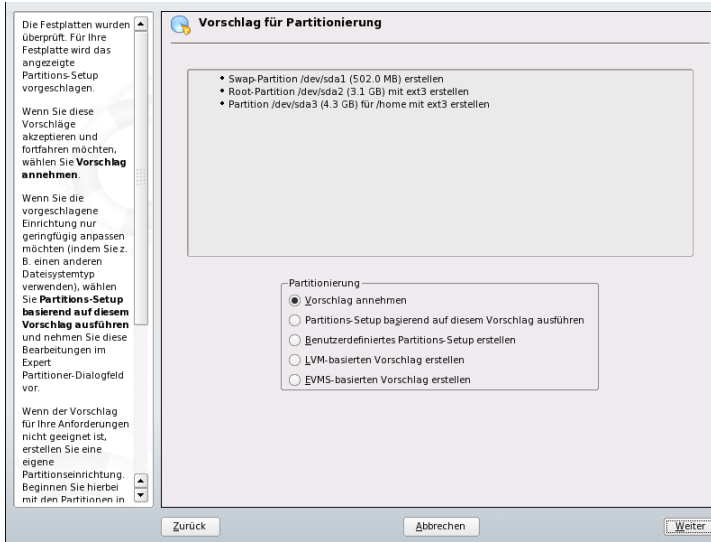 Die Festplatten wurden
überprüft. Für Ihre
Festplatte wird das
angezeigte
Partitions-Setup
vorgeschlagen.
Wenn Sie diese
Vorschläge
akzeptieren und
fortfahren möchten,
wählen Sie Vorschlag
annehmen.
Wenn Sie die
vorgeschlagene
Einrichtung nur
geringfügig anpassen
möchten (indem Sie z.
B. einen anderen
Dateisystemtyp
verwenden), wählen
Sie Partitions-Setup
basierend auf diesem
Vorschlag ausführen
und nehmen Sie diese
Bearbeitungen im
Expert
Partitioner-Dialogfeld
vor.
Wenn der Vorschlag
für Ihre Anforderungen
nicht geeignet ist,
erstellen Sie eine
eigene
Partitionseinrichtung.
Beginnen Sie hierbei
mit den Partitionen in
Vorschlag für Partitionierung
• Swap-Partition /dev/sda1 (502.0 MB) erstellen
• Root-Partition /dev/sda2 (3.1 GB) mit ext3 erstellen
• Partition /dev/sda3 (4.3 GB) für /home mit ext3 erstellen
Partitionierung
Vorschlag annehmen
Partitions-Setup basierend auf diesem Vorschlag ausführen
Benutzerdefiniertes Partitions-Setup erstellen
LVM-basierten Vorschlag erstellen
EVMS-basierten Vorschlag erstellen
Zurück
Abbrechen
Weiter